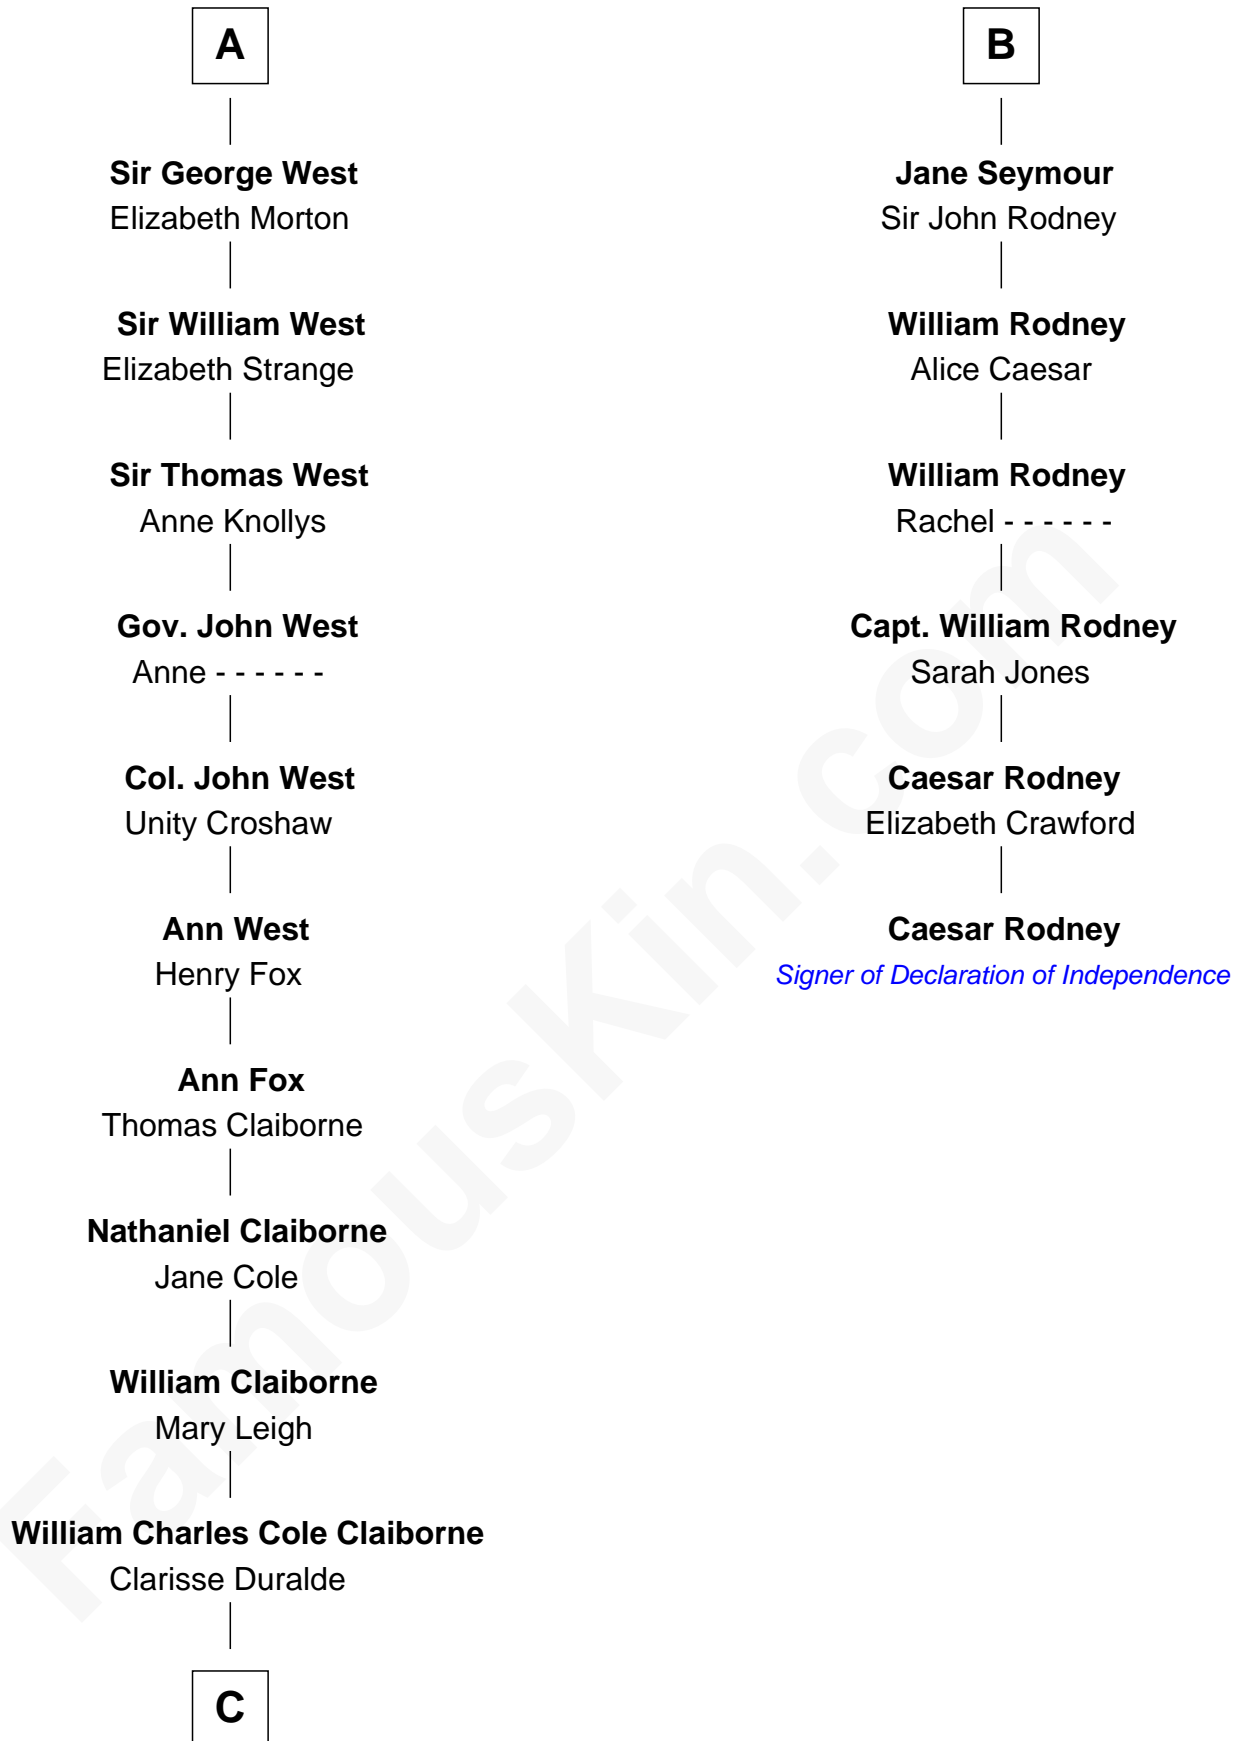 A
Sir George West
Elizabeth Morton
Sir William West
Elizabeth Strange
Sir Thomas West
Anne Knollys
Gov. John West
Anne - - - - - -
Col. John West
Unity Croshaw
Ann West
Henry Fox
Ann Fox
Thomas Claiborne
Nathaniel Claiborne
Jane Cole
William Claiborne
Mary Leigh
William Charles Cole Claiborne
Clarisse Duralde
C
B
Jane Seymour
Sir John Rodney
William Rodney
Alice Caesar
William Rodney
Rachel - - - - - -
Capt. William Rodney
Sarah Jones
Caesar Rodney
Elizabeth Crawford
Caesar Rodney
Signer of Declaration of Independence
FamousKin.com